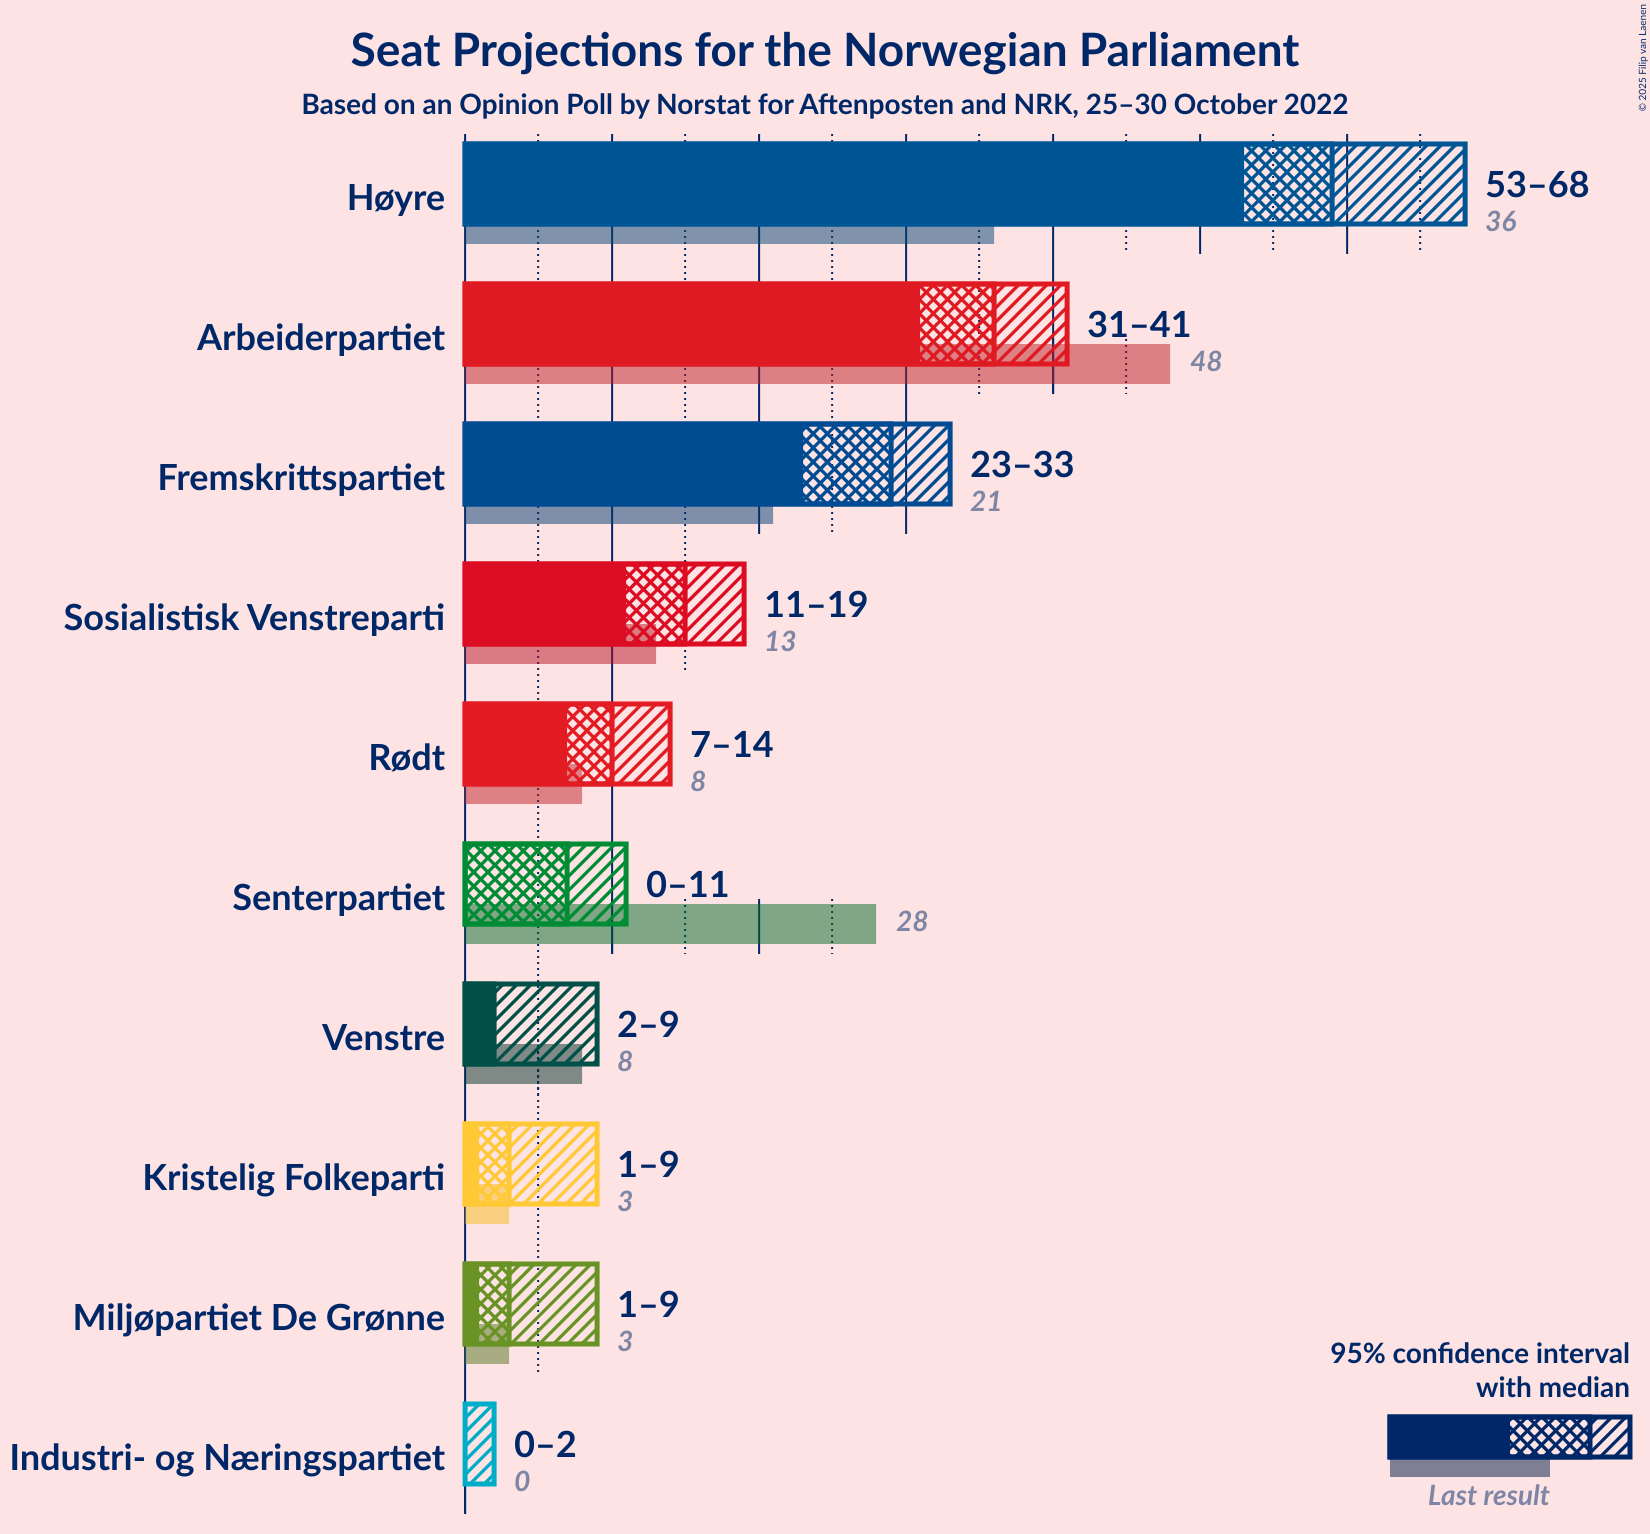 Seat Projections for the Norwegian Parliament
Based on an Opinion Poll by Norstat for Aftenposten and NRK, 25–30 October 2022
© 2025 Filip van Laenen
Høyre
53–68
36
Arbeiderpartiet
31–41
48
Fremskrittspartiet
23–33
21
Sosialistisk Venstreparti
11–19
13
Rødt
7–14
8
Senterpartiet
0–11
28
Venstre
2–9
8
Kristelig Folkeparti
1–9
3
Miljøpartiet De Grønne
1–9
3
Industri- og Næringspartiet
0–2
0
95% confidence interval
with median
Last result